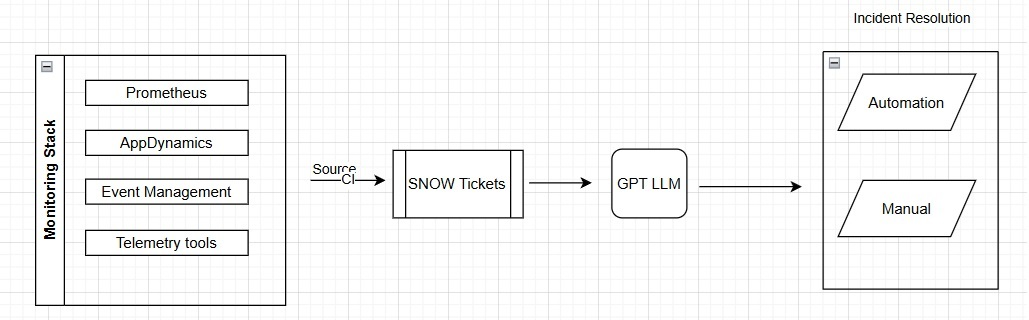 Incident Resolution
Monitoring Stack
Prometheus
AppDynamics
Event Management
Telemetry tools
Source
CI
SNOW Tickets
GPT LLM
Automation
Manual